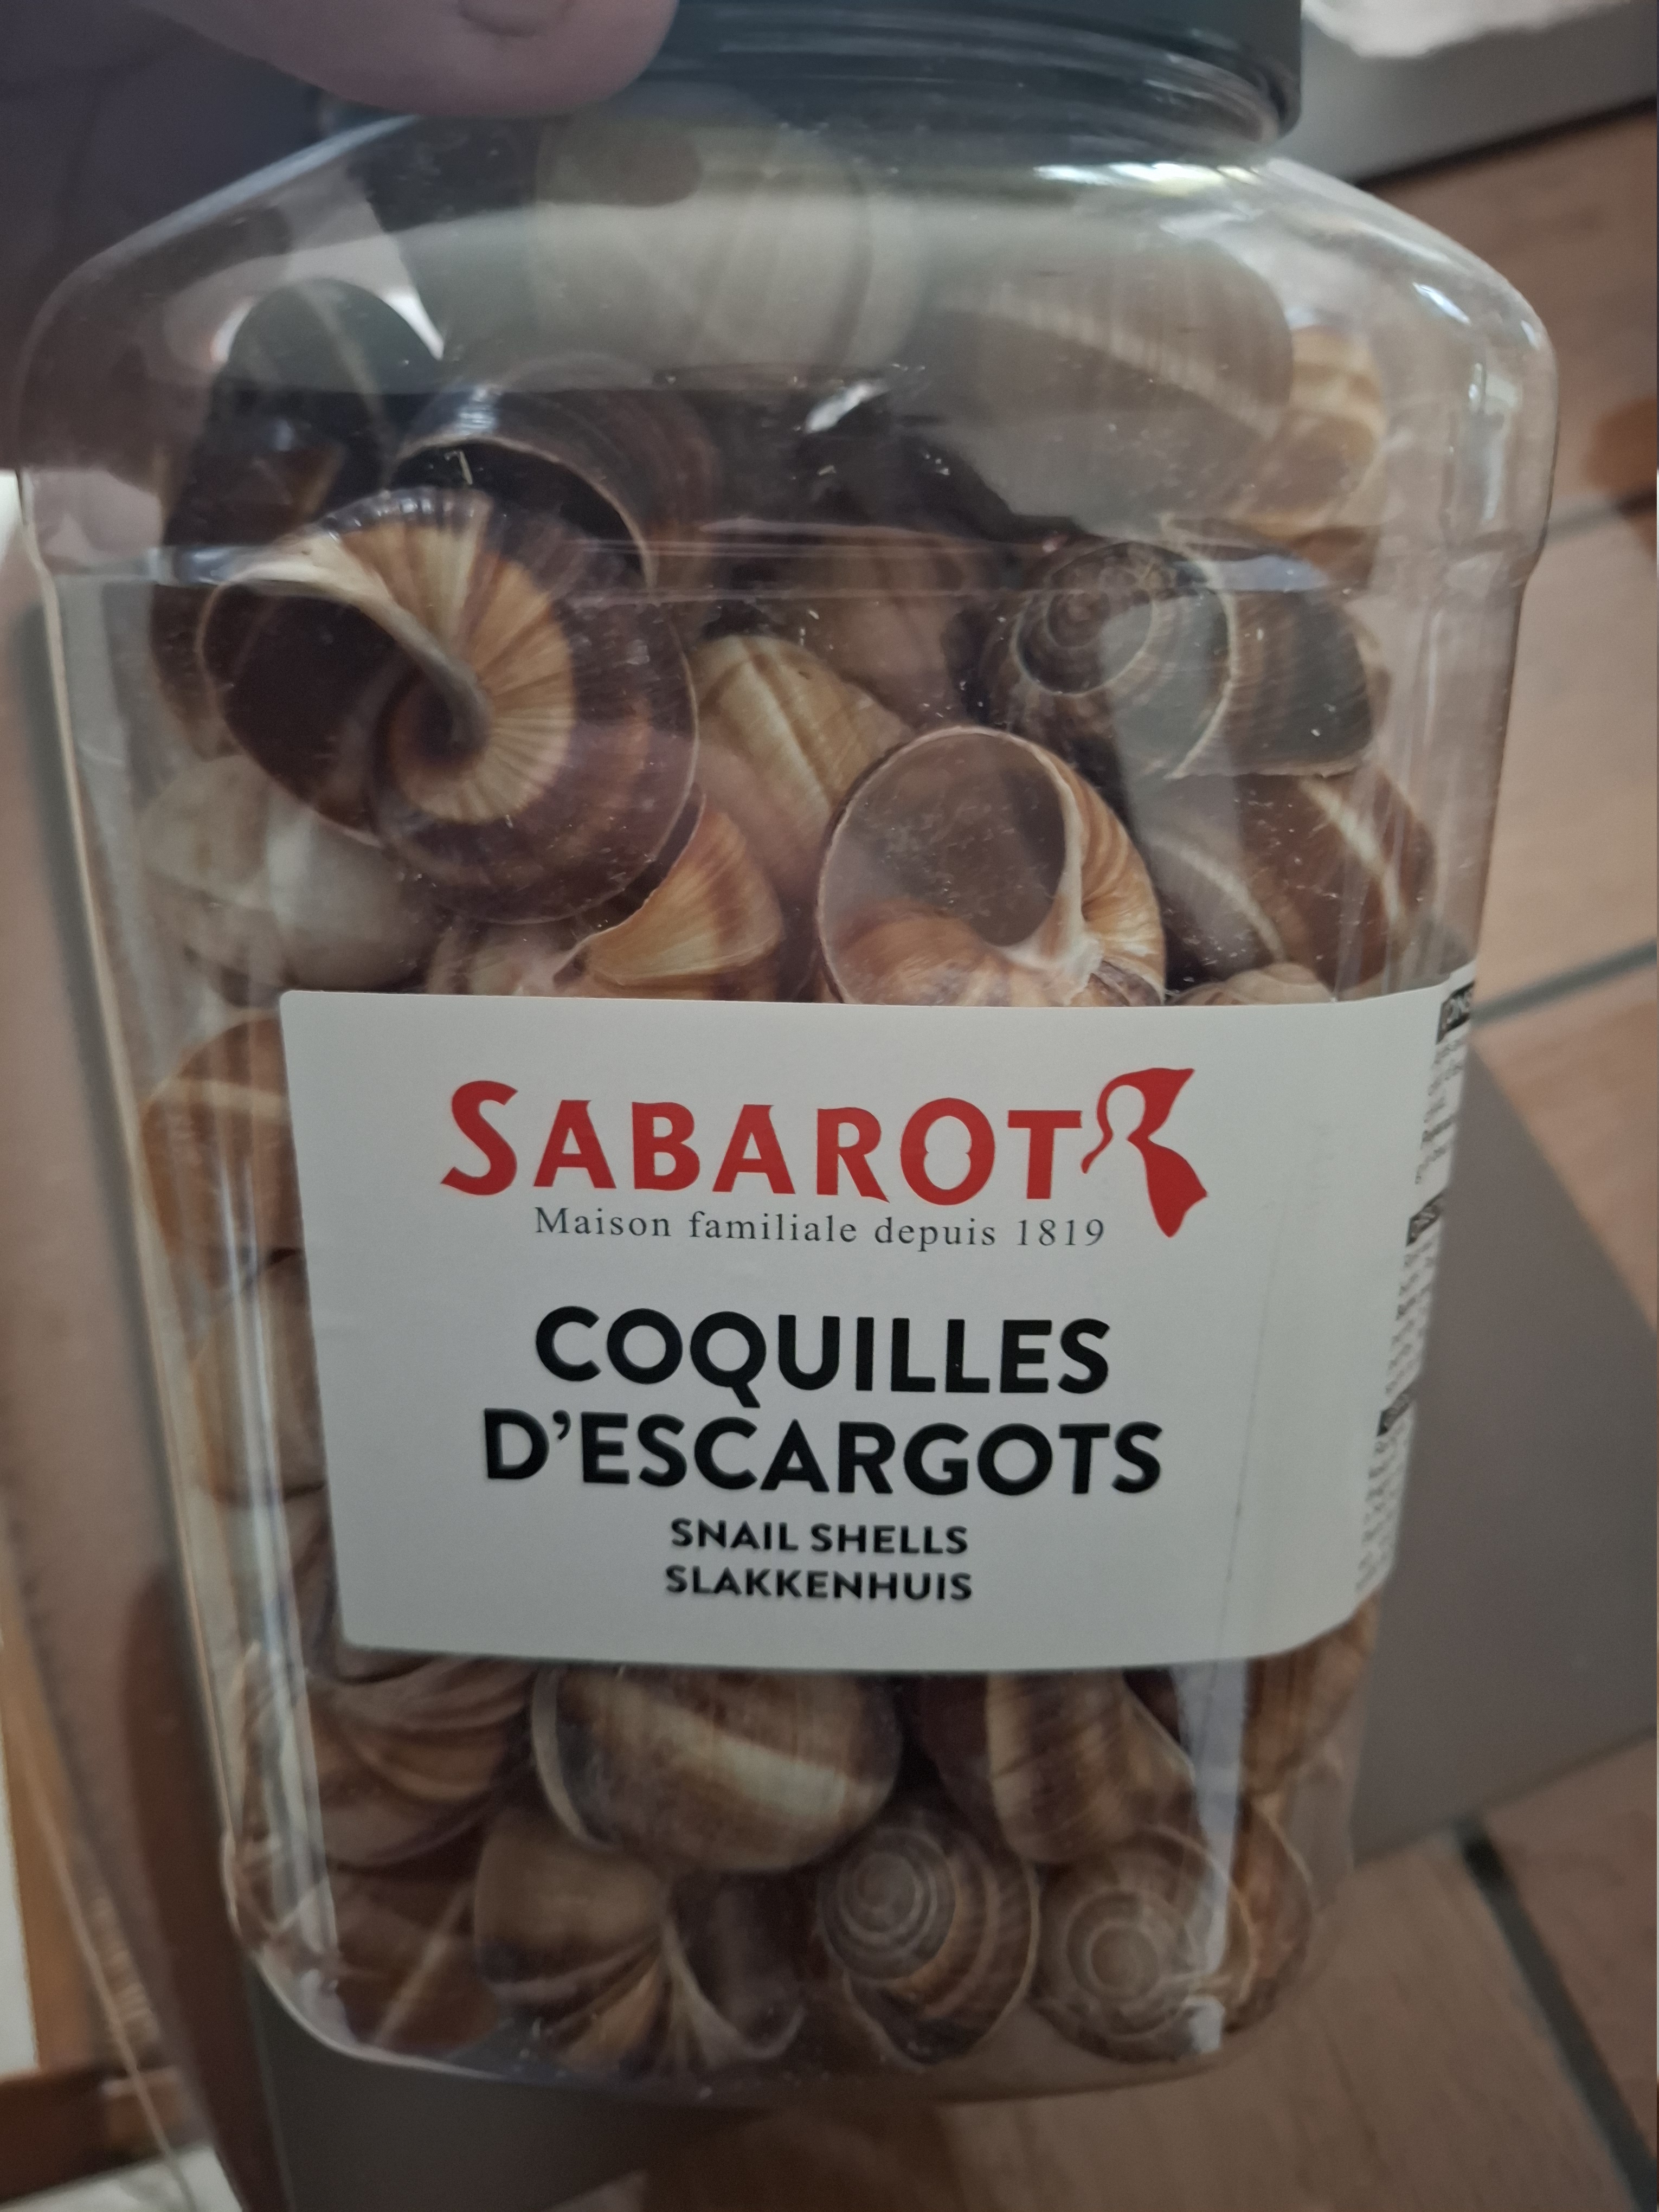 SABAROT
Maison familiale depuis 1819
COQUILLES
D'ESCARGOTS
SNAIL SHELLS
SLAKKENHUIS